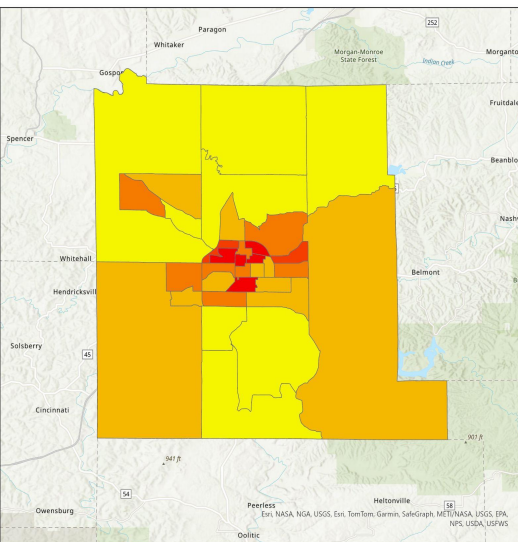 252
Paragon
Whitaker
Morgan-Monroe
State Forest
Morganto
Indian Creek
Gospor
Fruitdale
Spencer
Beanblo
Nash
Whitehall
Belmont
Hendricksvill
Solsberry
45
Cincinnati
901 ft
941 ft
54
Heltonville
Owensburg
Peerless
58
Esri, NASA, NGA, USGS, Esri, TomTom, Garmin, SafeGraph, METI/NASA, USGS, EPA,
NPS, USDA, USFWS
Oolitic